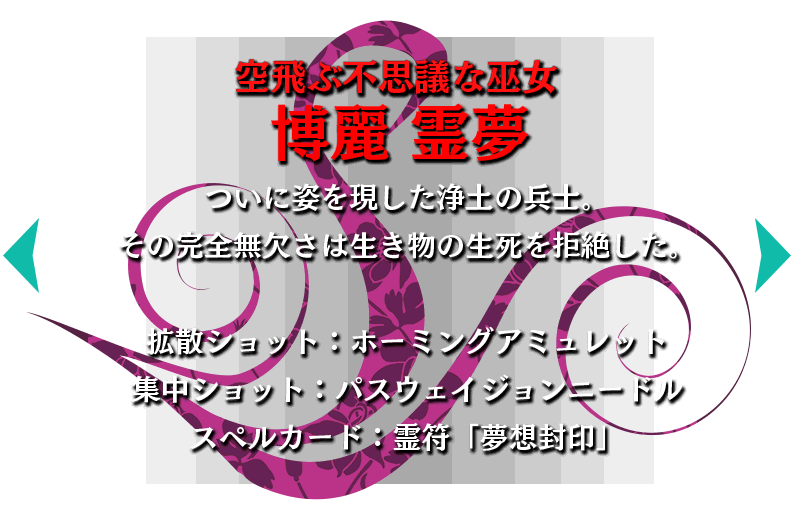 空飛ぶ不思議な巫女
博麗 霊夢
ついに姿を現した浄土の兵士。
その完全無欠さは生き物の生死を拒絶した。
拡散ショット：ホーミングアミュレット
集中ショット：パスウェイジョンニードル
スペルカード：霊符「夢想封印」